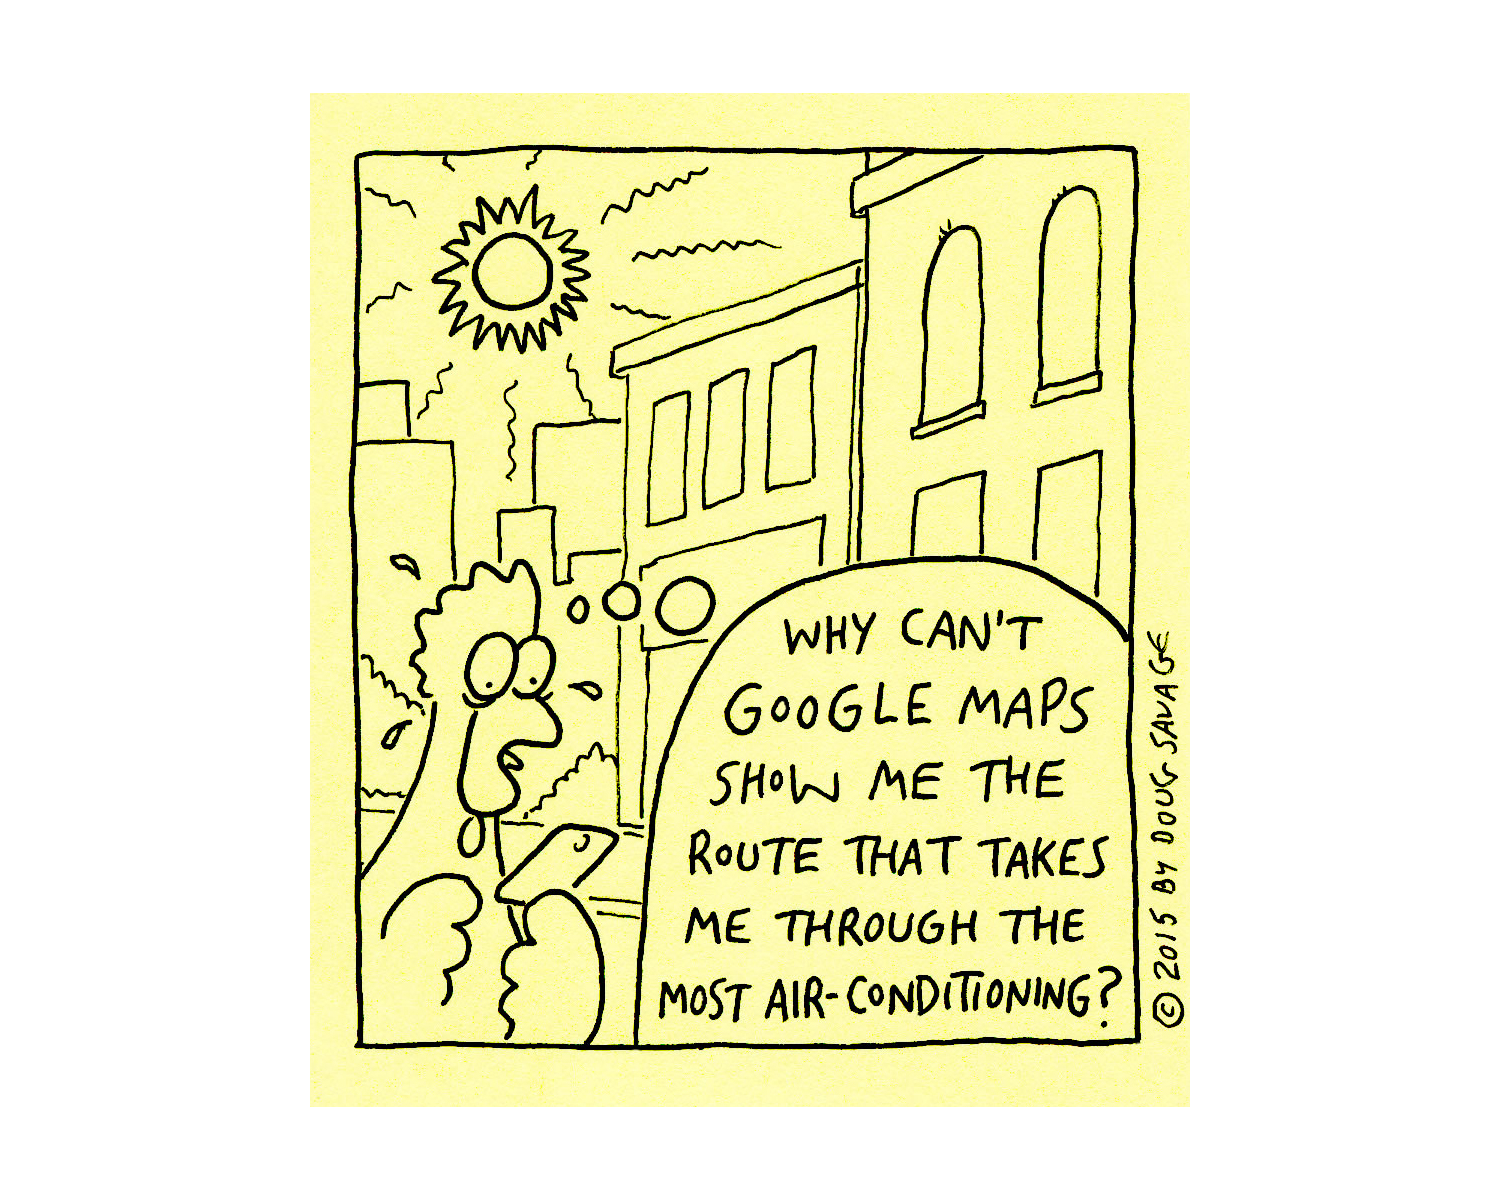 WHY CAN'T
GOOGLE MAPS
SHOW ME THE
ROUTE THAT TAKES
ME THROUGH THE
MOST AIR-CONDITIONING?
© 2015 BY DOUG SAVAGE